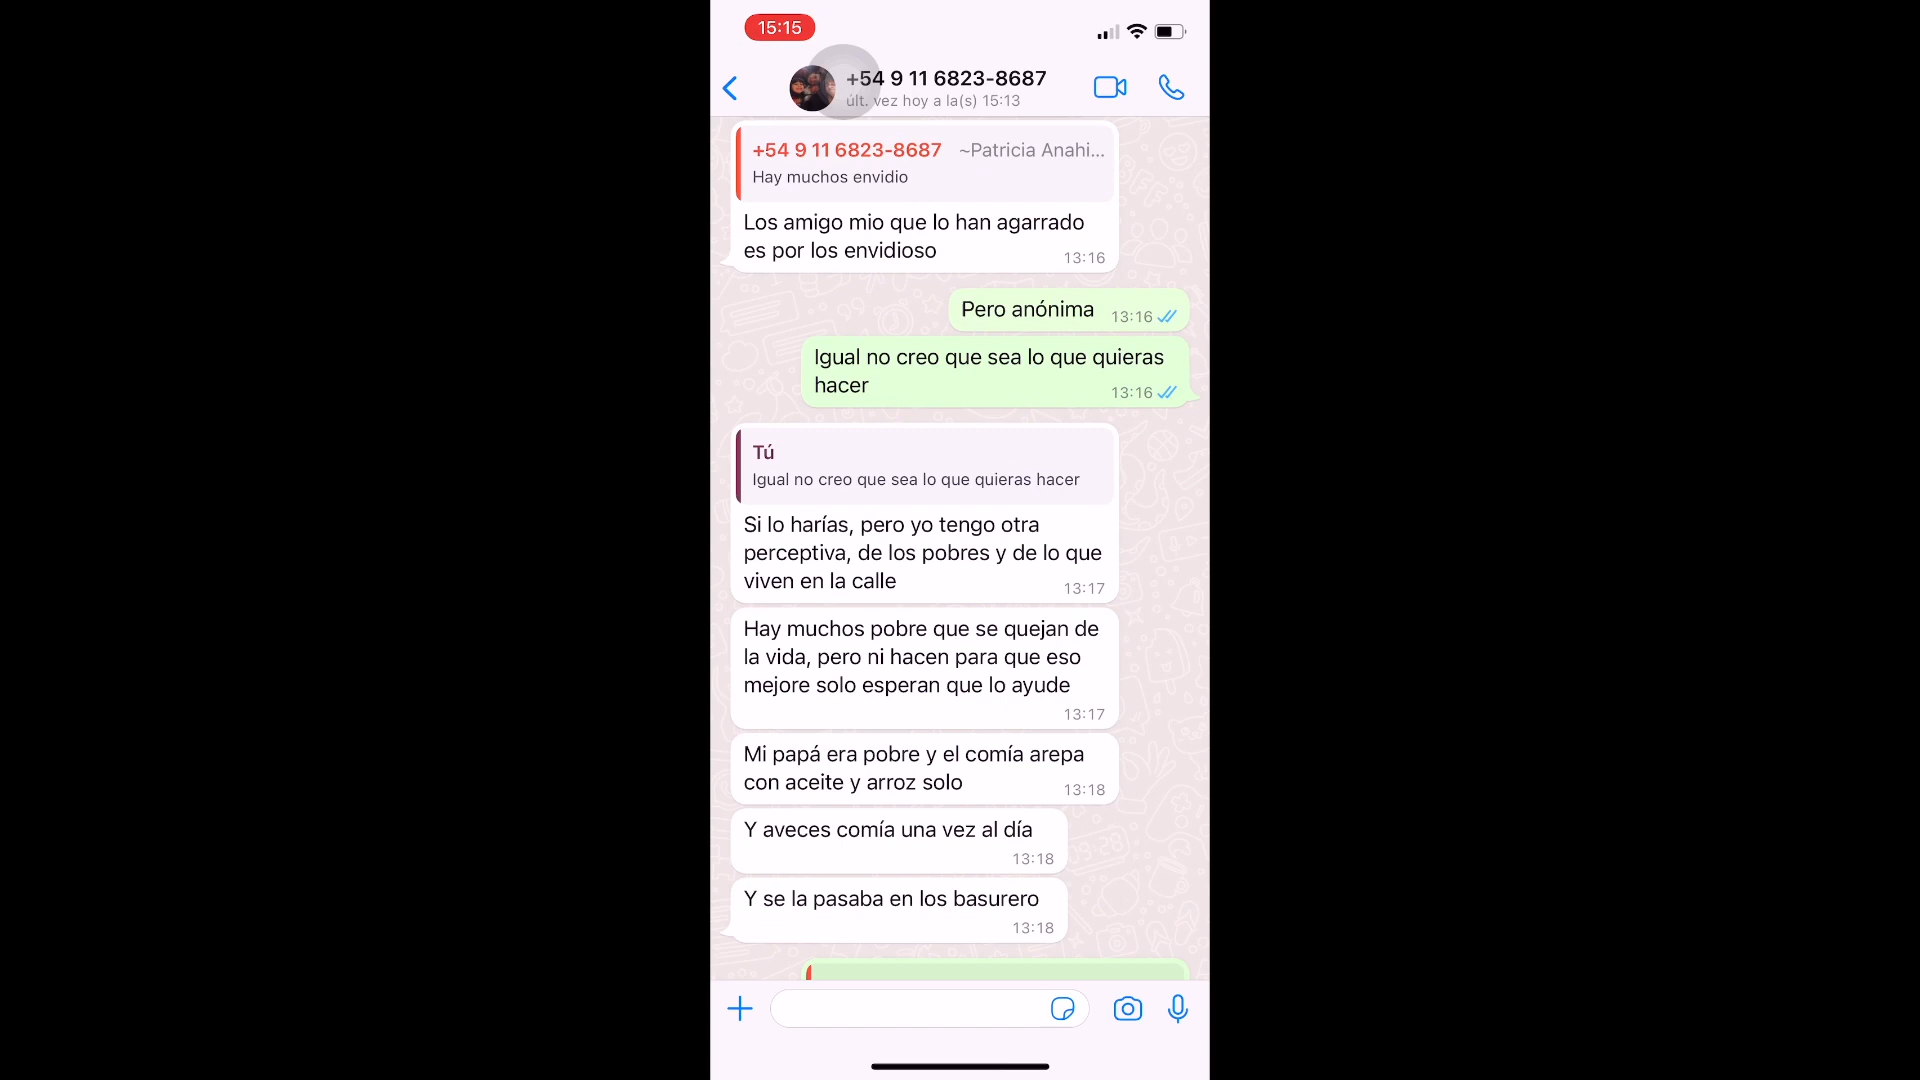 15:15
+54 9 11 6823-8687
últ. vez hoy a la(s) 15:13
+54 9 11 6823-8687 ~Patricia Anahi...
Hay muchos envidio
Los amigo mio que lo han agarrado
es por los envidioso
13:16
Pero anónima 13:16
Igual no creo que sea lo que quieras
hacer
13:16
Tú
Igual no creo que sea lo que quieras hacer
Si lo harías, pero yo tengo otra
perceptiva, de los pobres y de lo que
viven en la calle
13:17
Hay muchos pobre que se quejan de
la vida, pero ni hacen para que eso
mejore solo esperan que lo ayude
13:17
Mi papá era pobre y el comía arepa
con aceite y arroz solo
13:18
Y aveces comía una vez al día
13:18
Y se la pasaba en los basurero
13:18